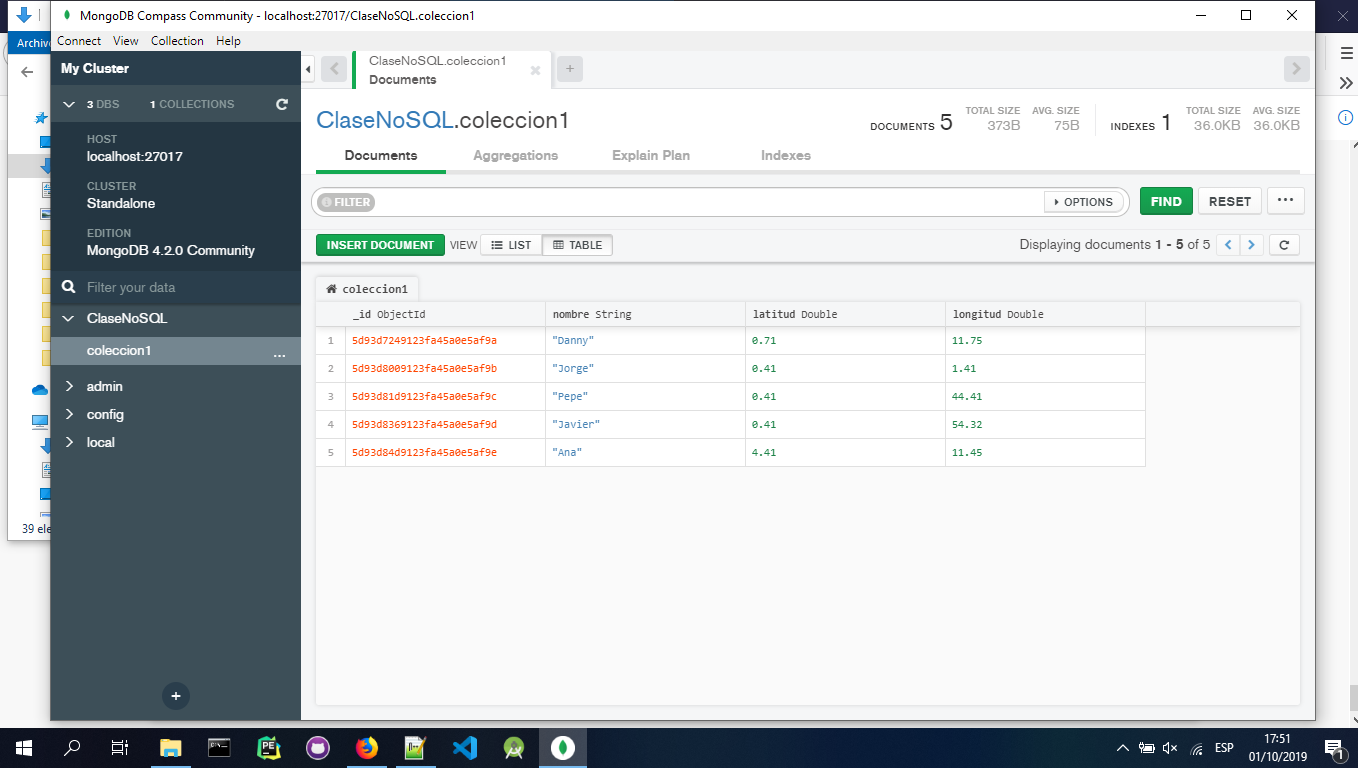 MongoDB Compass Community - localhost:27017/ClaseNoSQL.coleccion1
Archivo
Connect View Collection Help
My Cluster
3 DBS 1 COLLECTIONS
HOST
localhost:27017
CLUSTER
Standalone
EDITION
MongoDB 4.2.0 Community
Filter your data
ClaseNoSQL
coleccion1 ...
admin
config
local
+
39 ele
ClaseNoSQL.coleccion1
Documents
+
ClaseNoSQL.coleccion1
DOCUMENTS 5
TOTAL SIZE AVG. SIZE
373B 75B
INDEXES 1
TOTAL SIZE AVG. SIZE
36.0KB 36.0KB
Documents Aggregations Explain Plan Indexes
FILTER OPTIONS FIND RESET ...
INSERT DOCUMENT VIEW LIST TABLE Displaying documents 1 - 5 of 5
coleccion1
_id ObjectId nombre String latitud Double longitud Double
1 5d93d7249123fa45a0e5af9a "Danny" 0.71 11.75
2 5d93d8009123fa45a0e5af9b "Jorge" 0.41 1.41
3 5d93d81d9123fa45a0e5af9c "Pepe" 0.41 44.41
4 5d93d8369123fa45a0e5af9d "Javier" 0.41 54.32
5 5d93d84d9123fa45a0e5af9e "Ana" 4.41 11.45
ESP
17:51
01/10/2019
1